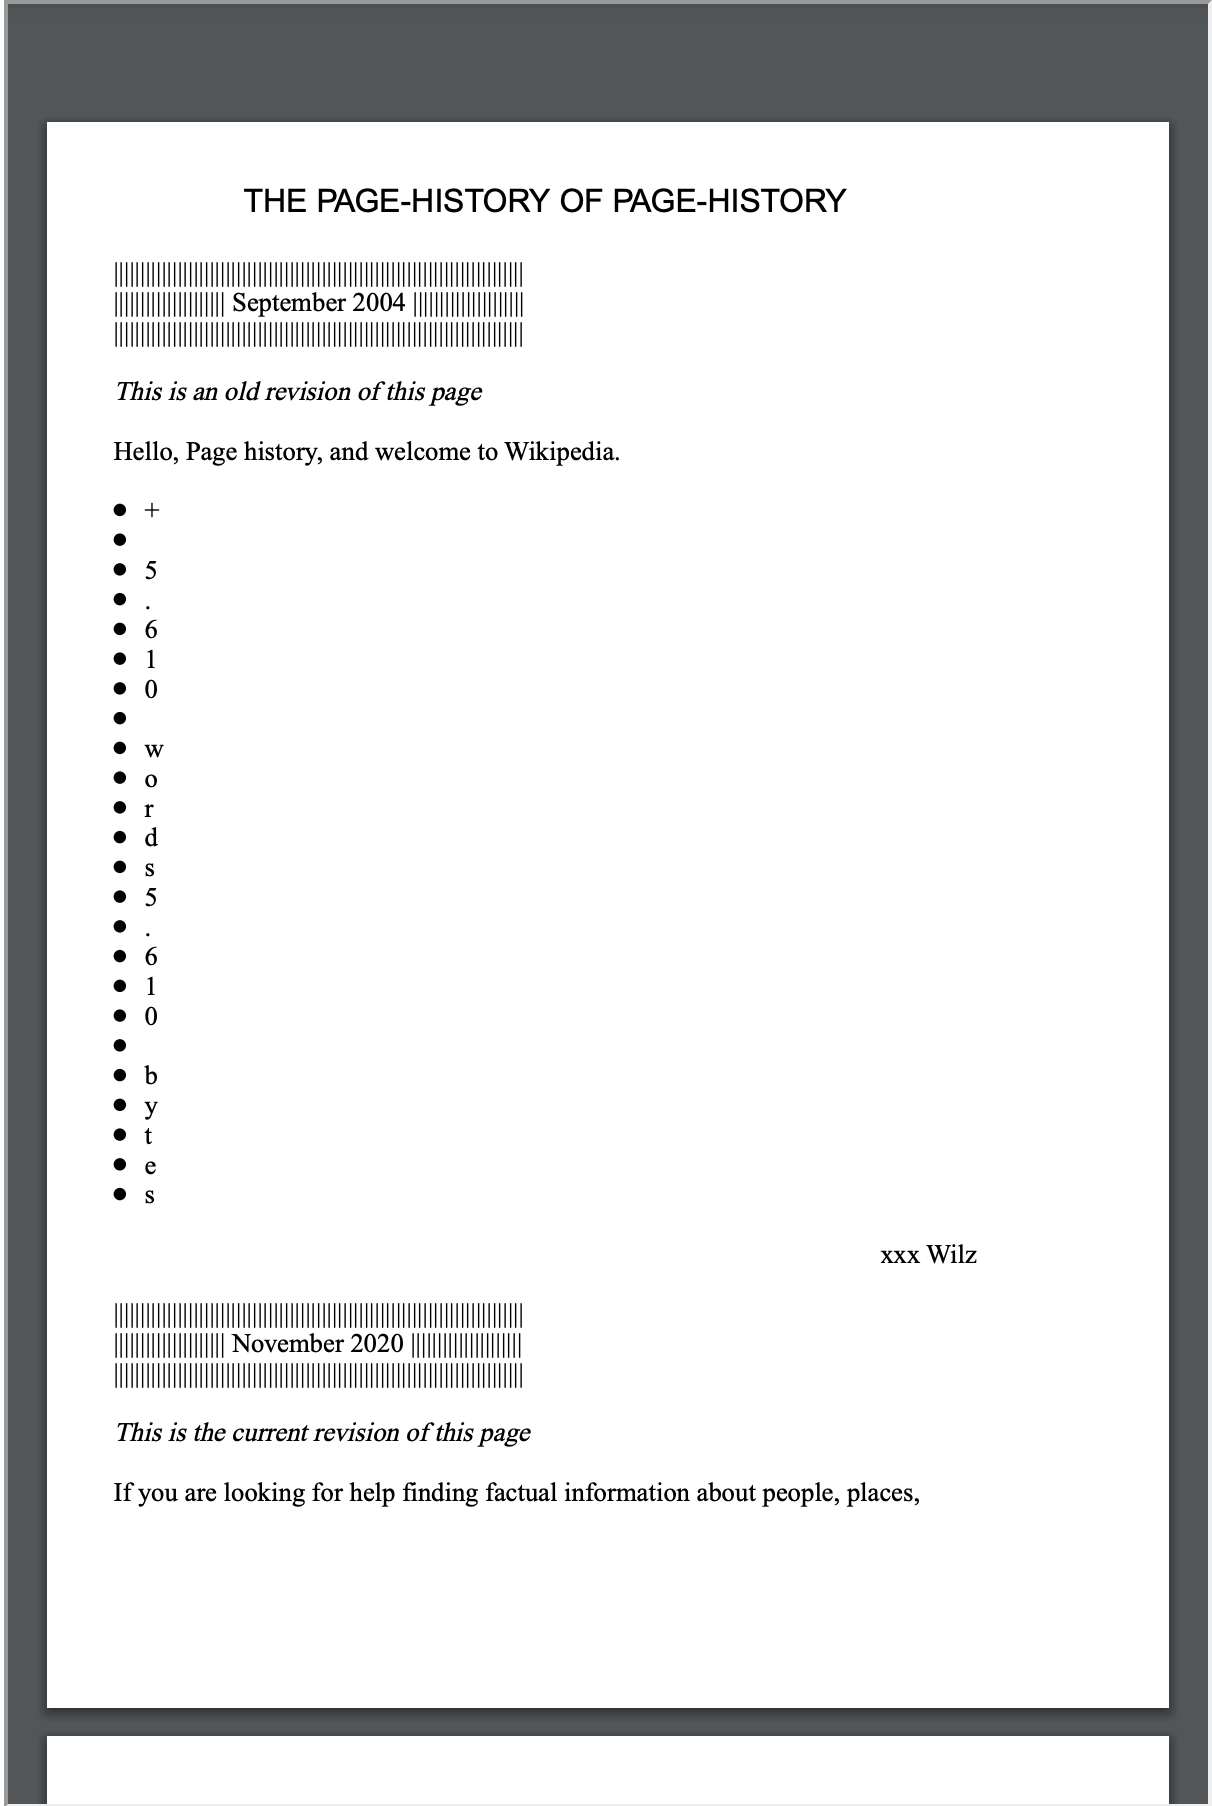 THE PAGE-HISTORY OF PAGE-HISTORY
|||||||||||||||||||||||||||||||||||||||||||||||||||||||||||||||||||||||||||
|||||||||||||||||||| September 2004 ||||||||||||||||||||
|||||||||||||||||||||||||||||||||||||||||||||||||||||||||||||||||||||||||||
This is an old revision of this page
Hello, Page history, and welcome to Wikipedia.
● +
●
● 5
● .
● 6
● 1
● 0
●
● w
● o
● r
● d
● s
● 5
● .
● 6
● 1
● 0
●
● b
● y
● t
● e
● s
xxx Wilz
|||||||||||||||||||||||||||||||||||||||||||||||||||||||||||||||||||||||||||
|||||||||||||||||||| November 2020 ||||||||||||||||||||
|||||||||||||||||||||||||||||||||||||||||||||||||||||||||||||||||||||||||||
This is the current revision of this page
If you are looking for help finding factual information about people, places,